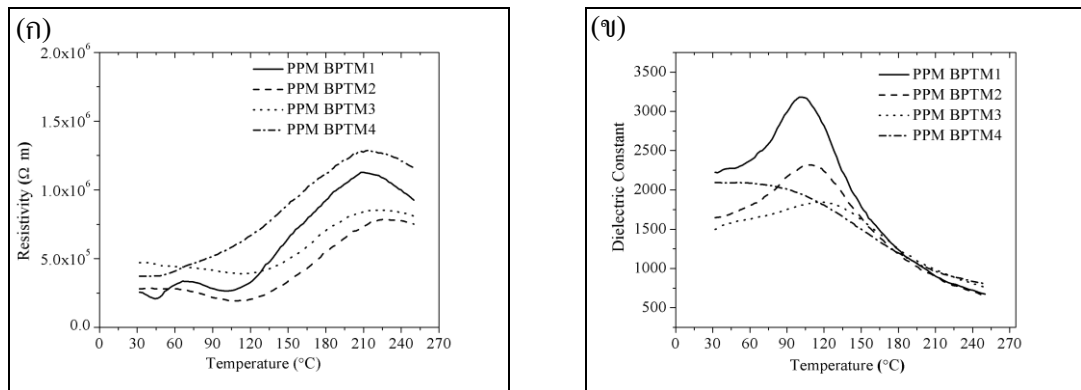 (ก)
2.0x10⁶
1.5x10⁶
1.0x10⁶
5.0x10⁵
0.0
Resistivity (Ω m)
PPM BPTM1
PPM BPTM2
PPM BPTM3
PPM BPTM4
0 30 60 90 120 150 180 210 240 270
Temperature (°C)
(ข)
3500
3000
2500
2000
1500
1000
500
Dielectric Constant
PPM BPTM1
PPM BPTM2
PPM BPTM3
PPM BPTM4
0 30 60 90 120 150 180 210 240 270
Temperature (°C)